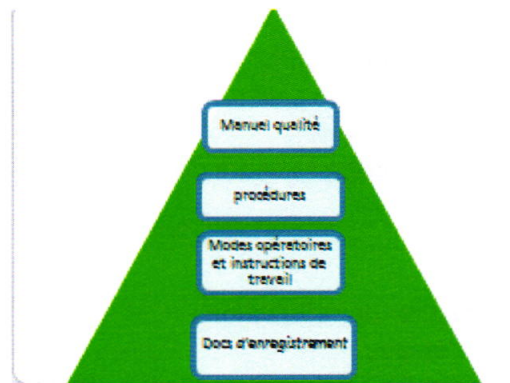 Manuel qualité
procédures
Modes opératoires
et instructions de
travail
Docs d'enregistrement